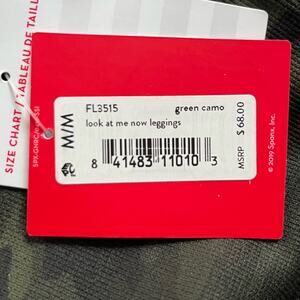 SIZE CHART / TABLEAU DE TAILL
M/M
FL3515 green camo
look at me now leggings
8 41483 11010 3
MSRP $ 68.00
© 2019 Spanx, Inc.